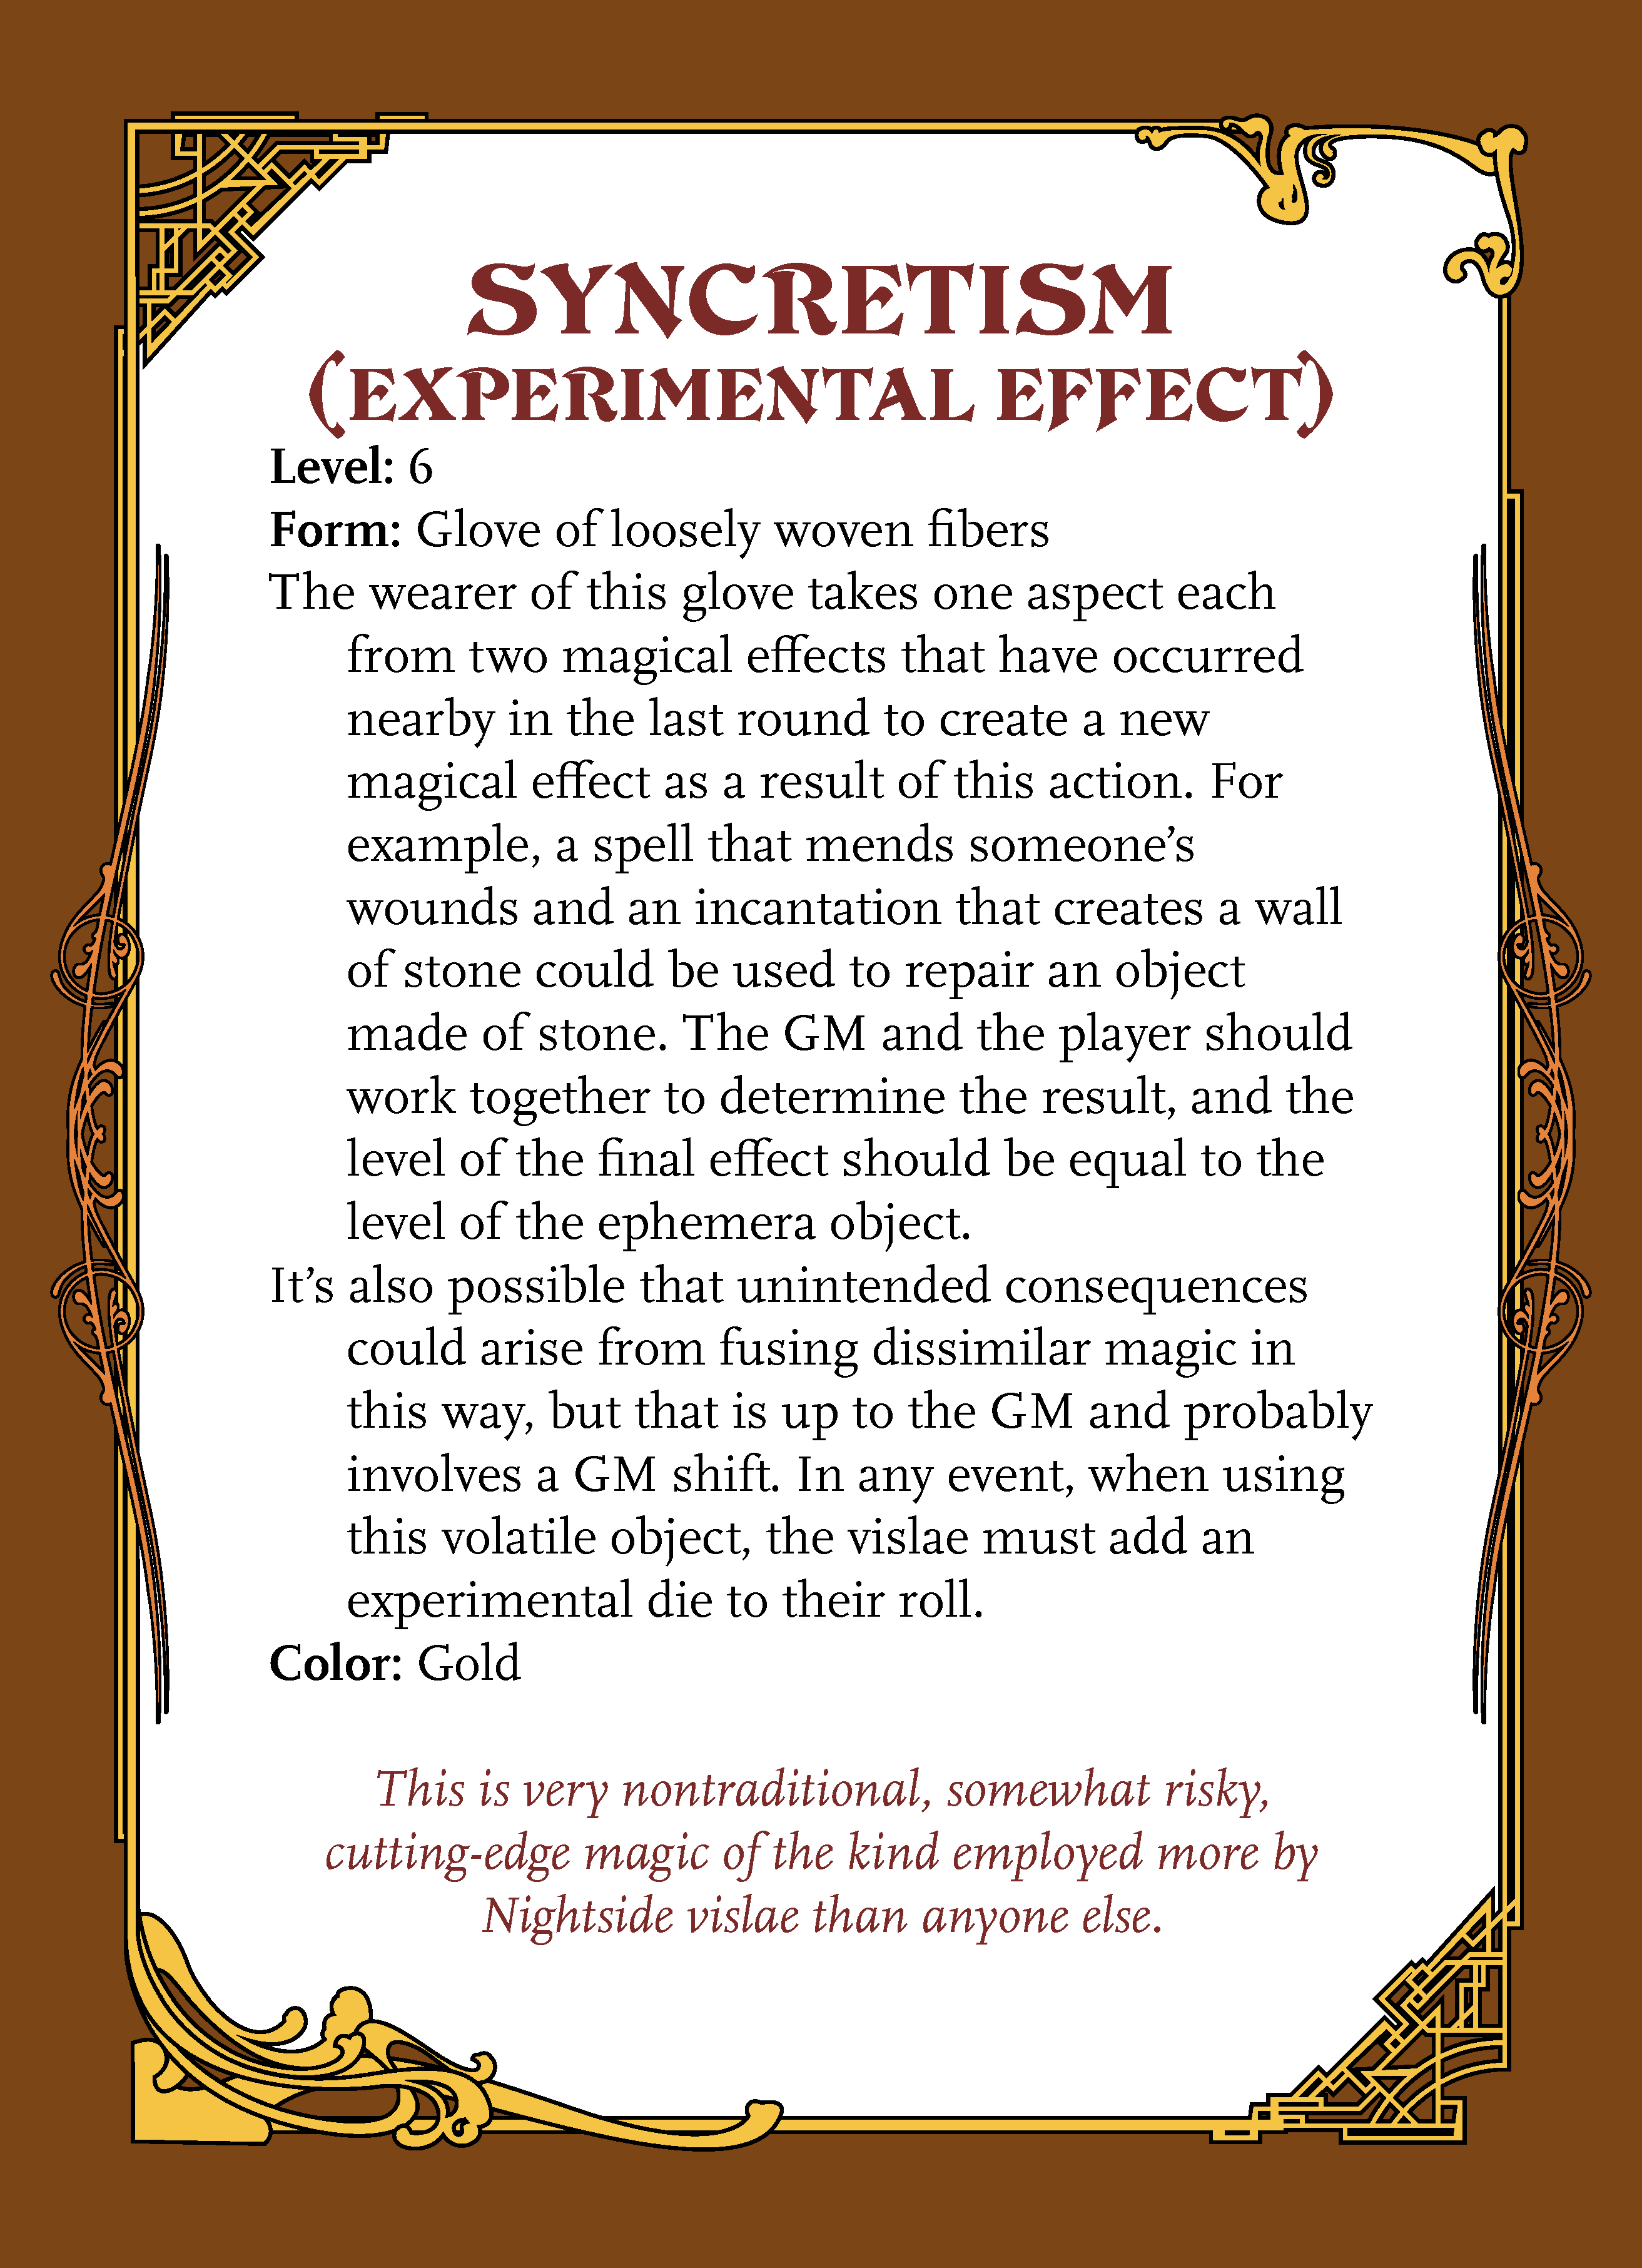 SYNCRETISM
(EXPERIMENTAL EFFECT)
Level: 6
Form: Glove of loosely woven fibers
The wearer of this glove takes one aspect each
from two magical effects that have occurred
nearby in the last round to create a new
magical effect as a result of this action. For
example, a spell that mends someone’s
wounds and an incantation that creates a wall
of stone could be used to repair an object
made of stone. The GM and the player should
work together to determine the result, and the
level of the final effect should be equal to the
level of the ephemera object.
It’s also possible that unintended consequences
could arise from fusing dissimilar magic in
this way, but that is up to the GM and probably
involves a GM shift. In any event, when using
this volatile object, the vislae must add an
experimental die to their roll.
Color: Gold
This is very nontraditional, somewhat risky,
cutting-edge magic of the kind employed more by
Nightside vislae than anyone else.